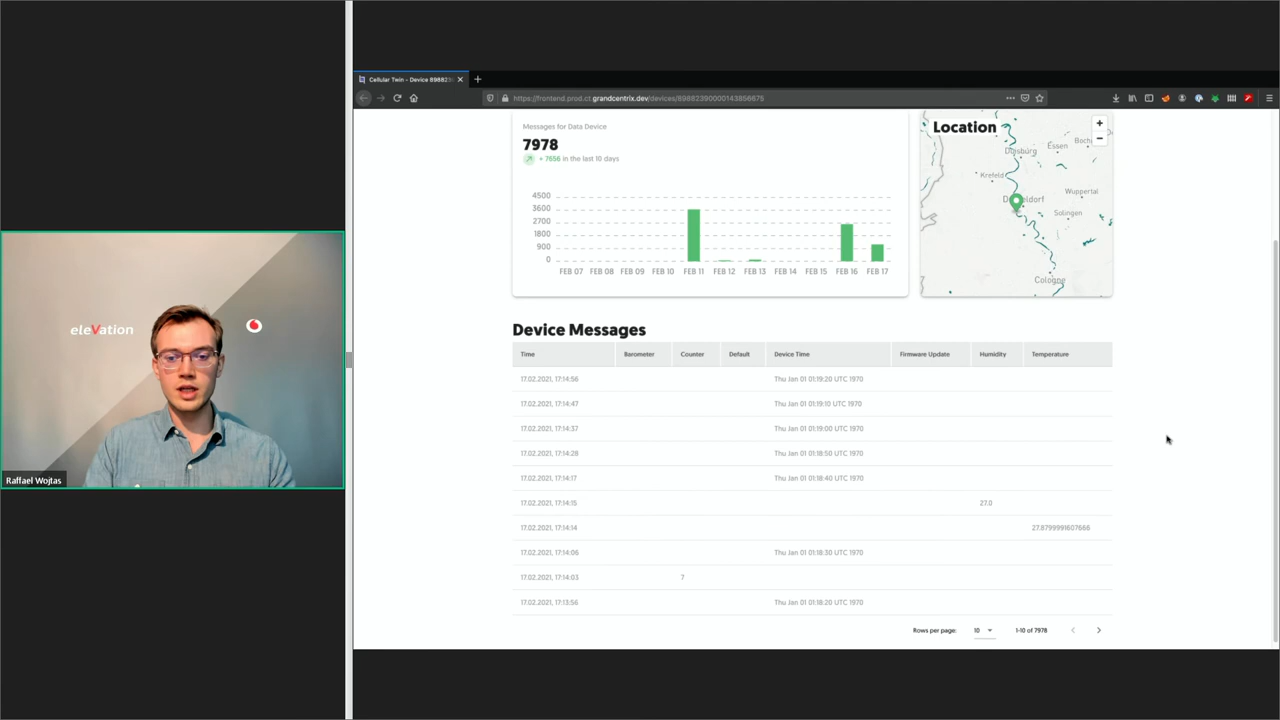 Cellular Twin - Device 898823
https://frontend.prod.ct.grandcentrix.dev/devices/89882390000143856675
Messages for Data Device
7978
+ 7656 in the last 10 days
4500
3600
2700
1800
900
0
FEB 07 FEB 08 FEB 09 FEB 10 FEB 11 FEB 12 FEB 13 FEB 14 FEB 15 FEB 16 FEB 17
Location
+
−
Duisburg
Essen
Krefeld
Wuppertal
Solingen
Cologne
Device Messages
Time Barometer Counter Default Device Time Firmware Update Humidity Temperature
17.02.2021, 17:14:56 Thu Jan 01 01:19:20 UTC 1970
17.02.2021, 17:14:47 Thu Jan 01 01:19:10 UTC 1970
17.02.2021, 17:14:37 Thu Jan 01 01:19:00 UTC 1970
17.02.2021, 17:14:28 Thu Jan 01 01:18:50 UTC 1970
17.02.2021, 17:14:17 Thu Jan 01 01:18:40 UTC 1970
17.02.2021, 17:14:15 27.0
17.02.2021, 17:14:14 27.8799991607666
17.02.2021, 17:14:06 Thu Jan 01 01:18:30 UTC 1970
17.02.2021, 17:14:03 7
17.02.2021, 17:13:56 Thu Jan 01 01:18:20 UTC 1970
Rows per page: 10 1-10 of 7978
eleVation
Raffael Wojtas